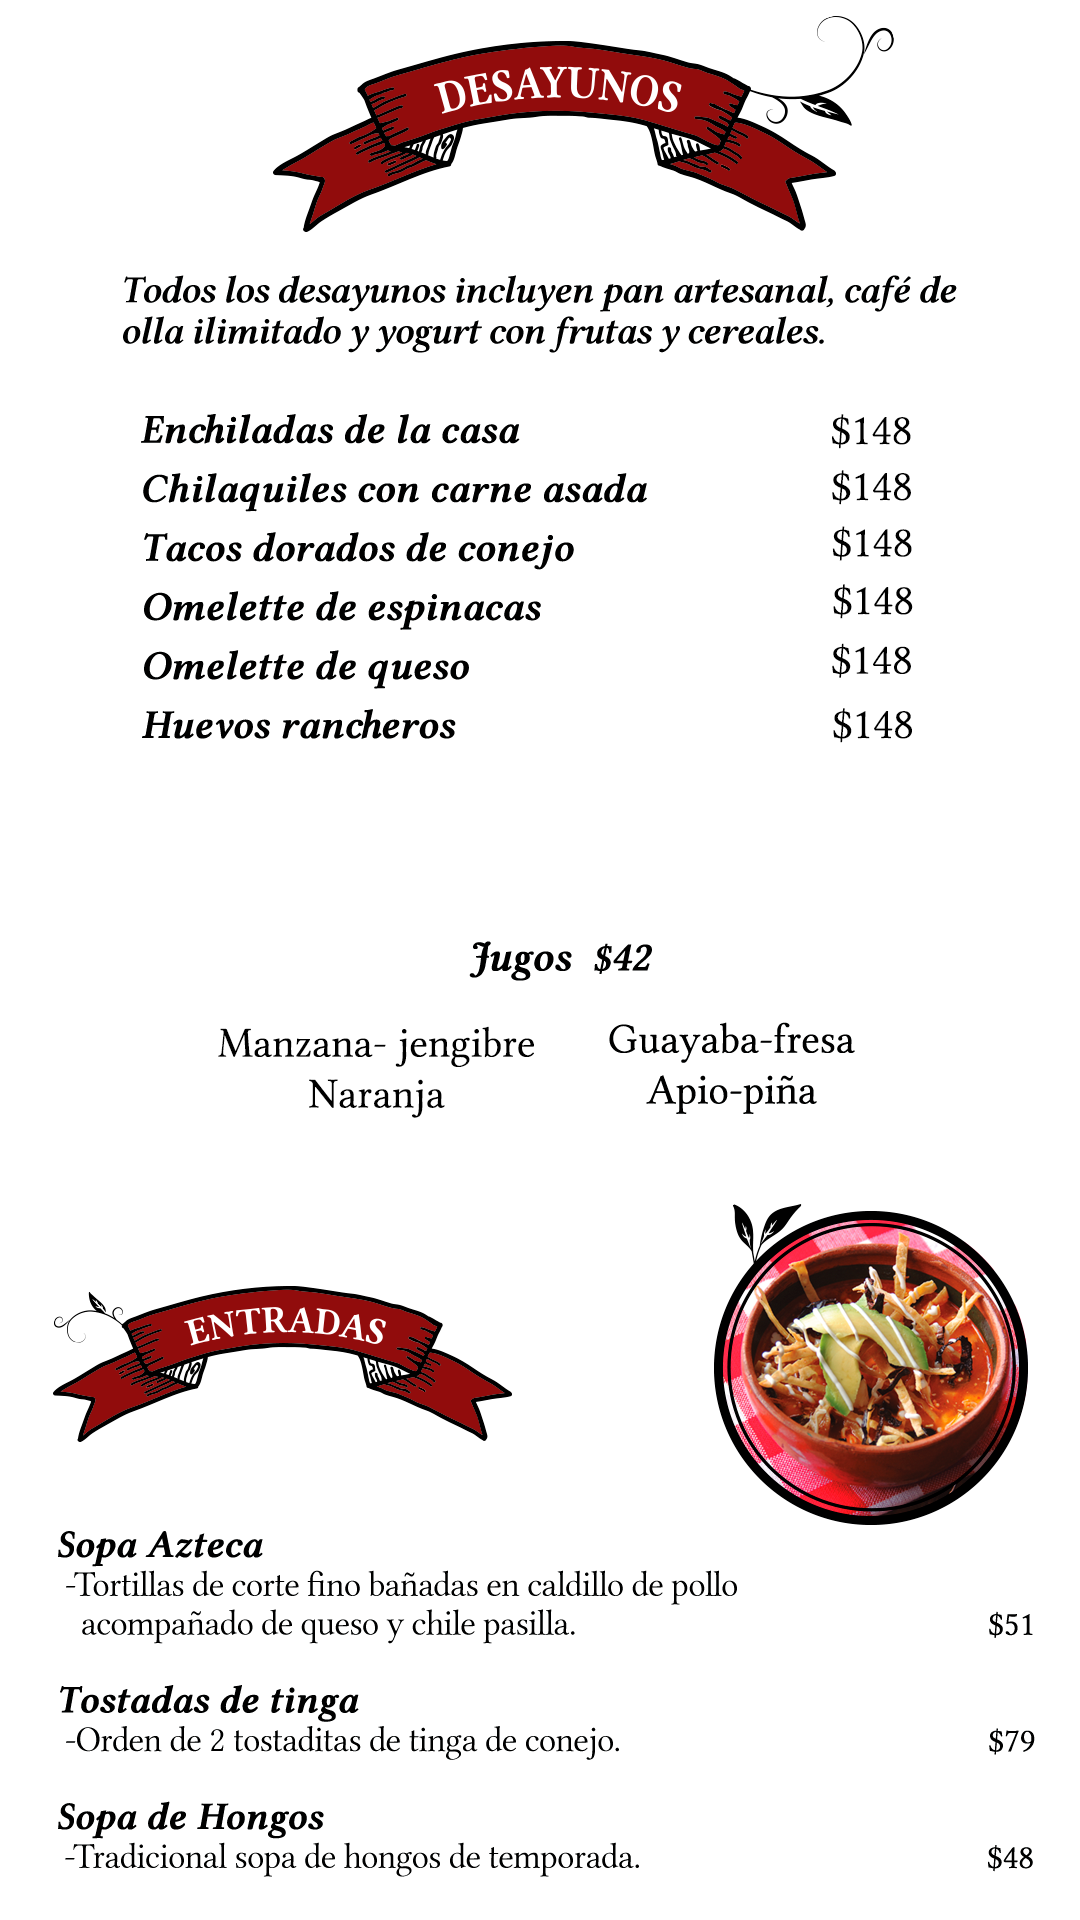 DESAYUNOS
Todos los desayunos incluyen pan artesanal, café de
olla ilimitado y yogurt con frutas y cereales.
Enchiladas de la casa $148
Chilaquiles con carne asada $148
Tacos dorados de conejo $148
Omelette de espinacas $148
Omelette de queso $148
Huevos rancheros $148
Jugos $42
Manzana- jengibre Guayaba-fresa
Naranja Apio-piña
ENTRADAS
Sopa Azteca
-Tortillas de corte fino bañadas en caldillo de pollo
acompañado de queso y chile pasilla. $51
Tostadas de tinga
-Orden de 2 tostaditas de tinga de conejo. $79
Sopa de Hongos
-Tradicional sopa de hongos de temporada. $48